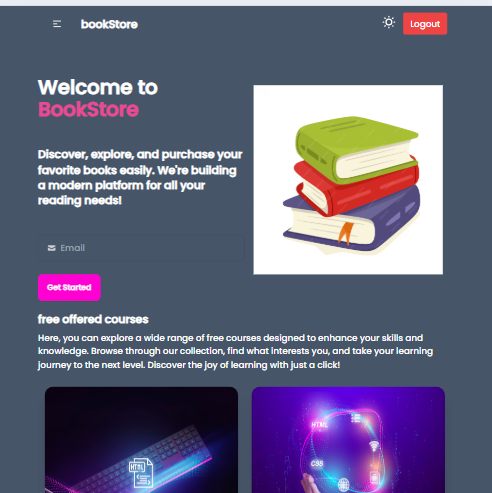 bookStore
Logout
Welcome to
BookStore
Discover, explore, and purchase your
favorite books easily. We're building
a modern platform for all your
reading needs!
Email
Get Started
free offered courses
Here, you can explore a wide range of free courses designed to enhance your skills and
knowledge. Browse through our collection, find what interests you, and take your learning
journey to the next level. Discover the joy of learning with just a click!
HTML
HTML
CSS